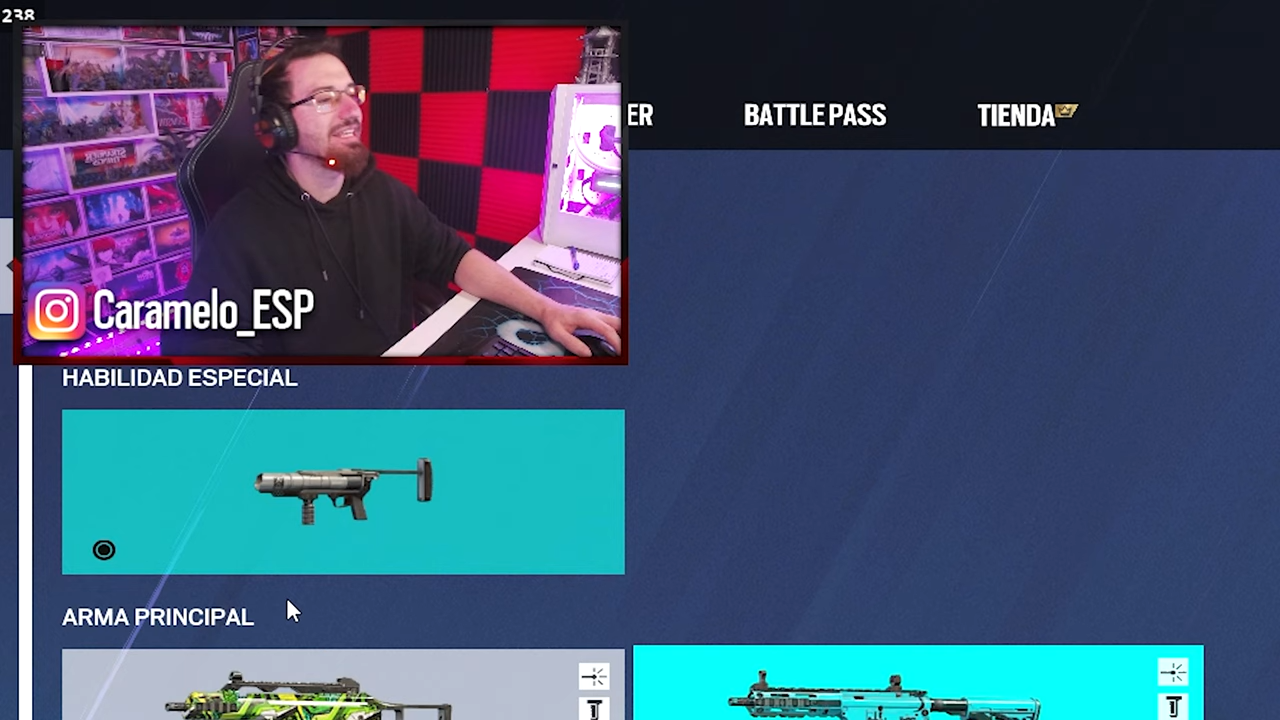 238
ER
BATTLE PASS
TIENDA
Caramelo_ESP
HABILIDAD ESPECIAL
ARMA PRINCIPAL